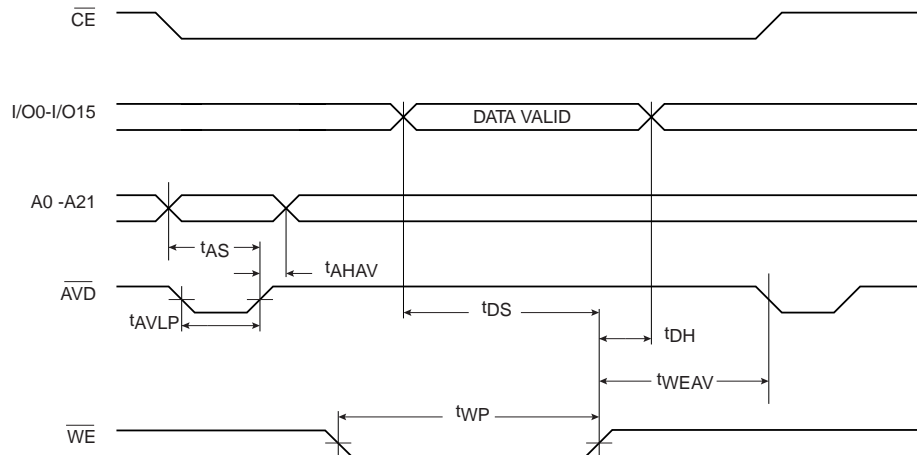 CE
I/O0-I/O15
DATA VALID
A0 -A21
tAS
tAHAV
AVD
tAVLP
tDS
tDH
tWEAV
tWP
WE